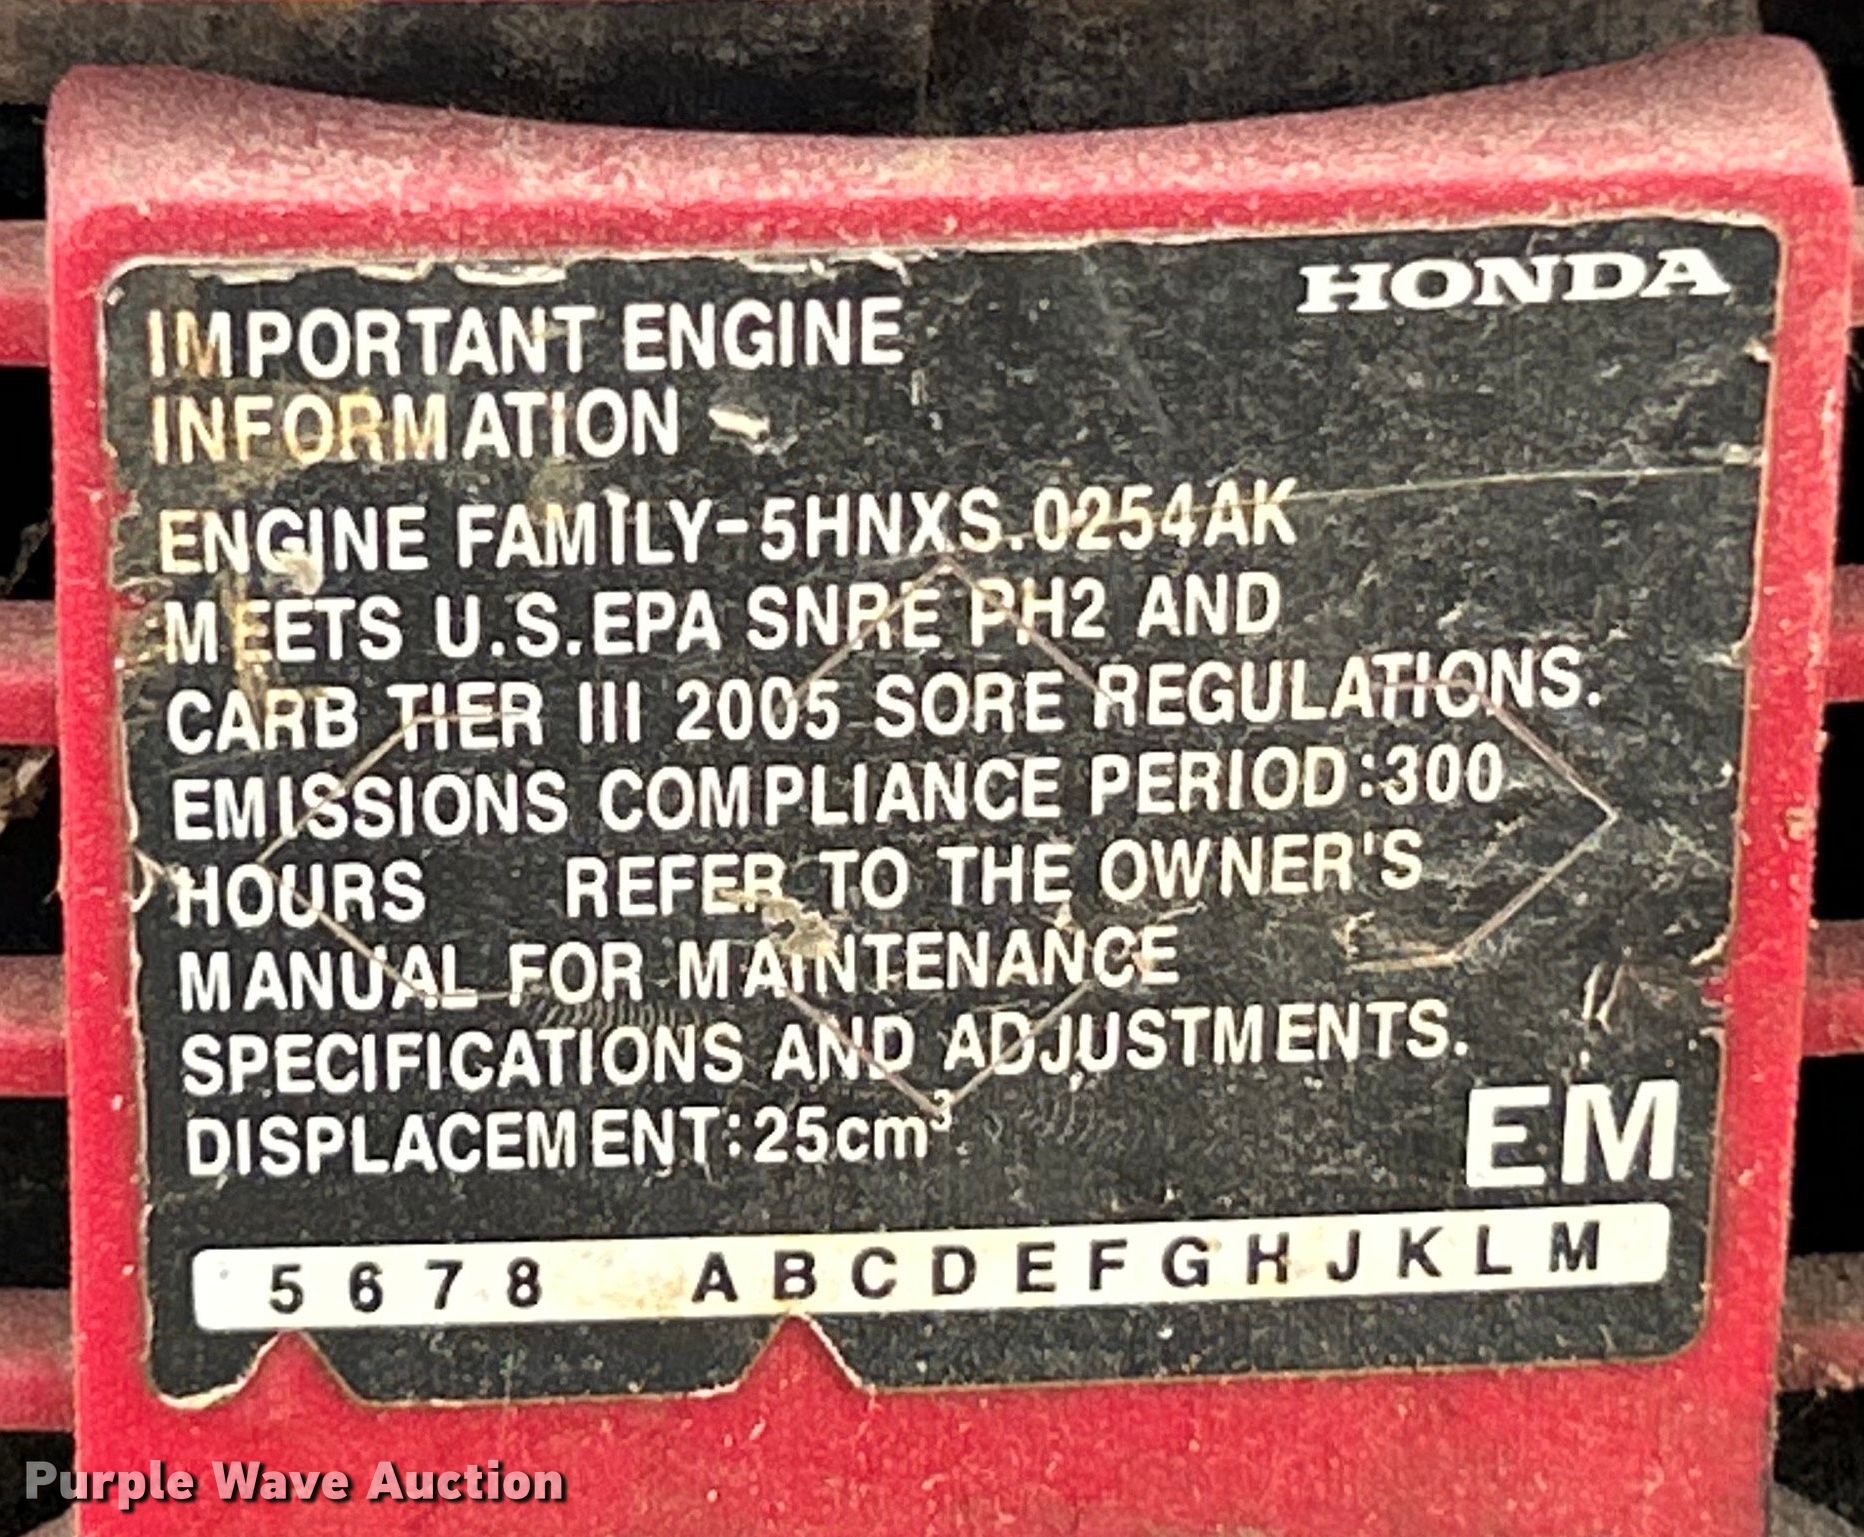 HONDA
IMPORTANT ENGINE
INFORMATION
ENGINE FAMILY-5HNXS.0254AK
MEETS U.S.EPA SNRE PH2 AND
CARB TIER III 2005 SORE REGULATIONS.
EMISSIONS COMPLIANCE PERIOD:300
HOURS REFER TO THE OWNER'S
MANUAL FOR MAINTENANCE
SPECIFICATIONS AND ADJUSTMENTS.
DISPLACEMENT:25cm³
EM
5 6 7 8 A B C D E F G H J K L M
Purple Wave Auction